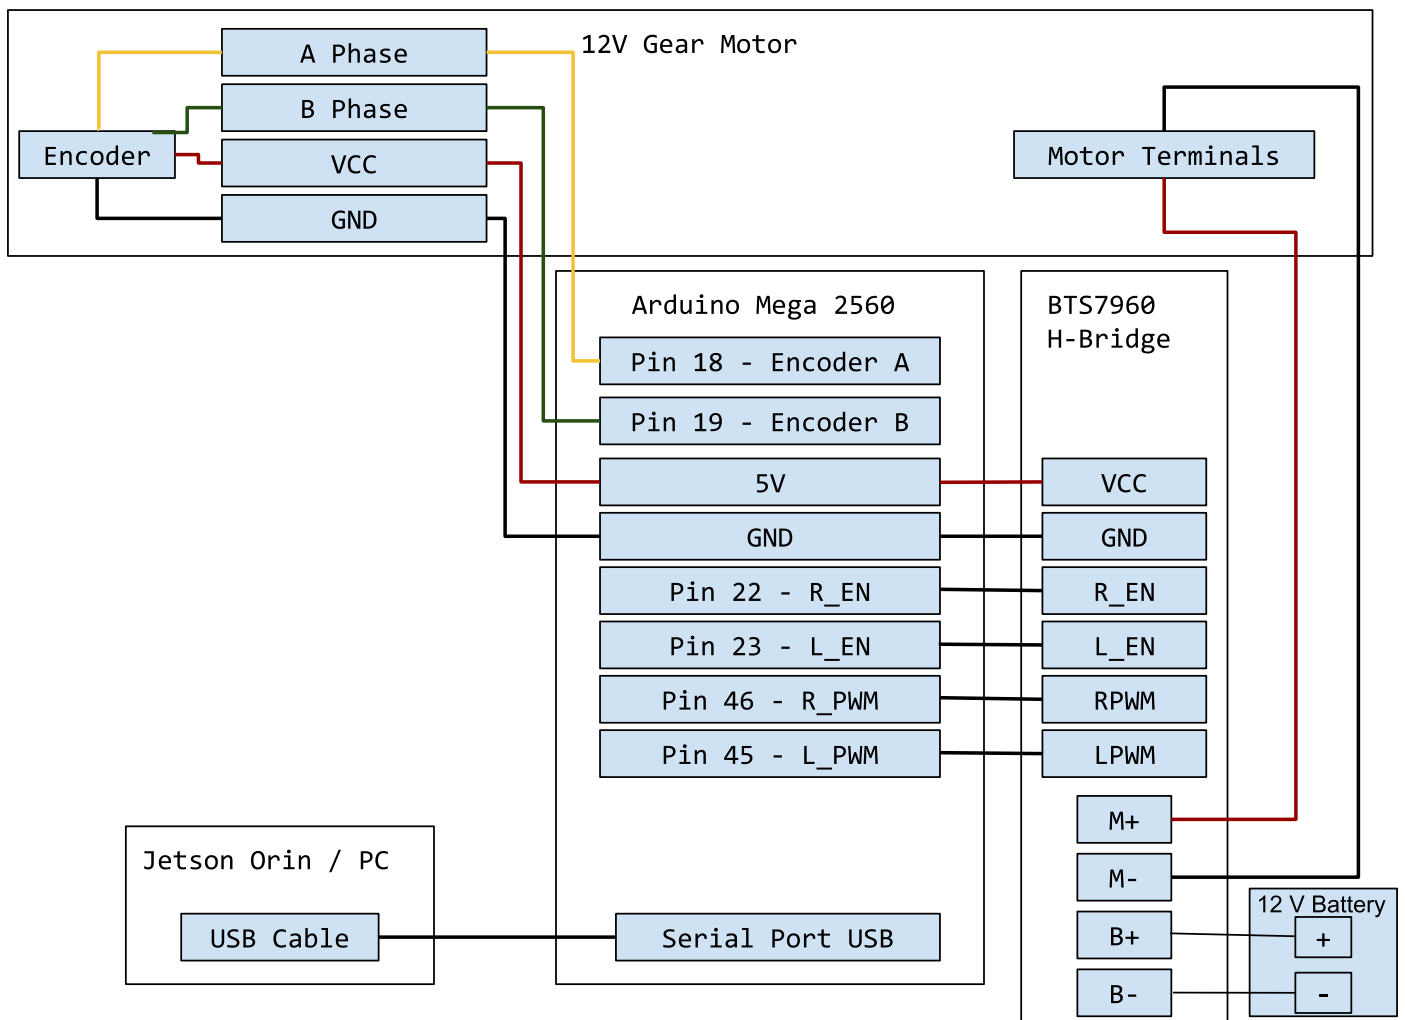 12V Gear Motor
A Phase
B Phase
Encoder
VCC
GND
Motor Terminals
Arduino Mega 2560
Pin 18 - Encoder A
Pin 19 - Encoder B
5V
GND
Pin 22 - R_EN
Pin 23 - L_EN
Pin 46 - R_PWM
Pin 45 - L_PWM
Serial Port USB
BTS7960
H-Bridge
VCC
GND
R_EN
L_EN
RPWM
LPWM
M+
M-
B+
B-
12 V Battery
+
-
Jetson Orin / PC
USB Cable